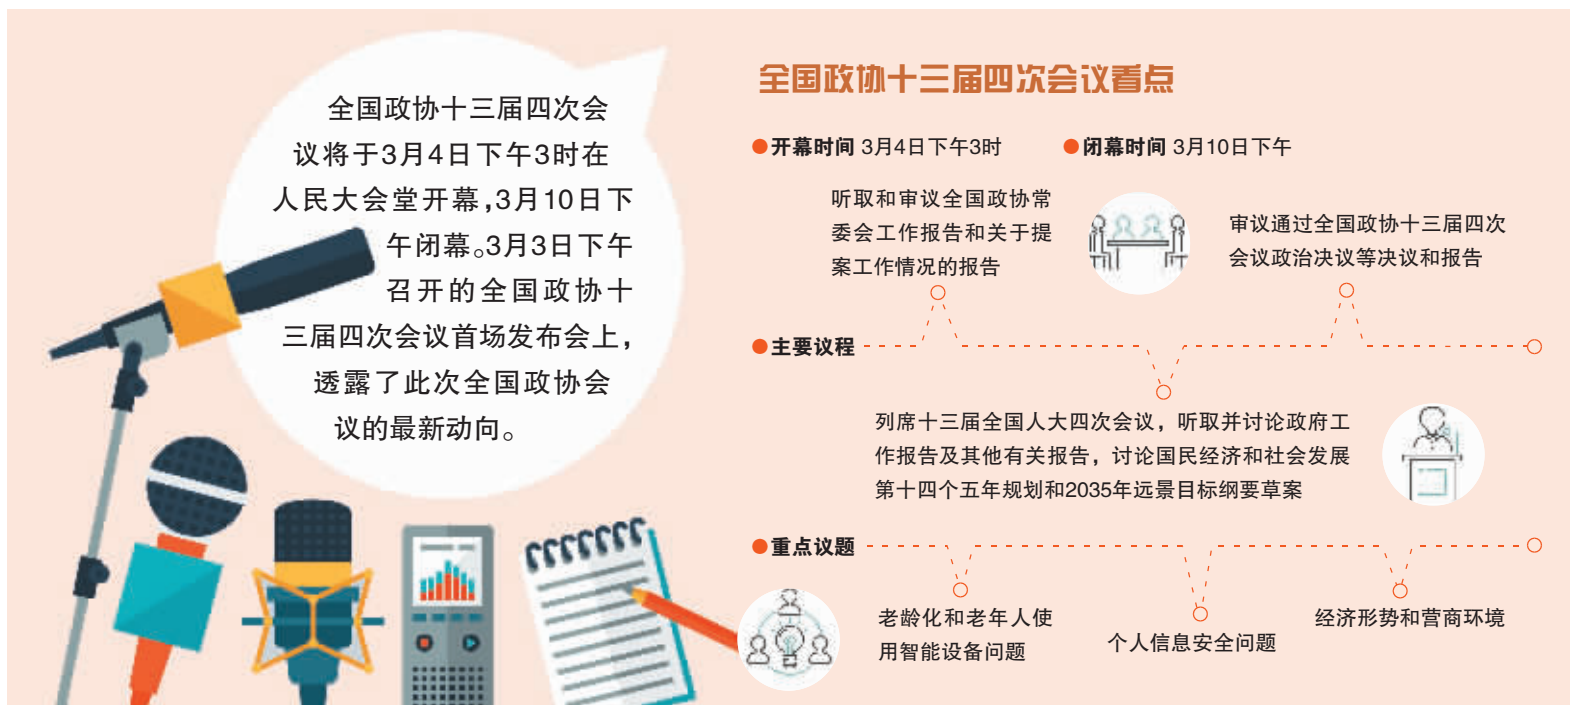 全国政协十三届四次会
议将于3月4日下午3时在
人民大会堂开幕,3月10日下
午闭幕。3月3日下午
召开的全国政协十
三届四次会议首场发布会上,
透露了此次全国政协会
议的最新动向。
全国政协十三届四次会议看点
开幕时间 3月4日下午3时
闭幕时间 3月10日下午
听取和审议全国政协常
委会工作报告和关于提
案工作情况的报告
审议通过全国政协十三届四次
会议政治决议等决议和报告
主要议程
列席十三届全国人大四次会议，听取并讨论政府工
作报告及其他有关报告，讨论国民经济和社会发展
第十四个五年规划和2035年远景目标纲要草案
重点议题
老龄化和老年人使
用智能设备问题
个人信息安全问题
经济形势和营商环境